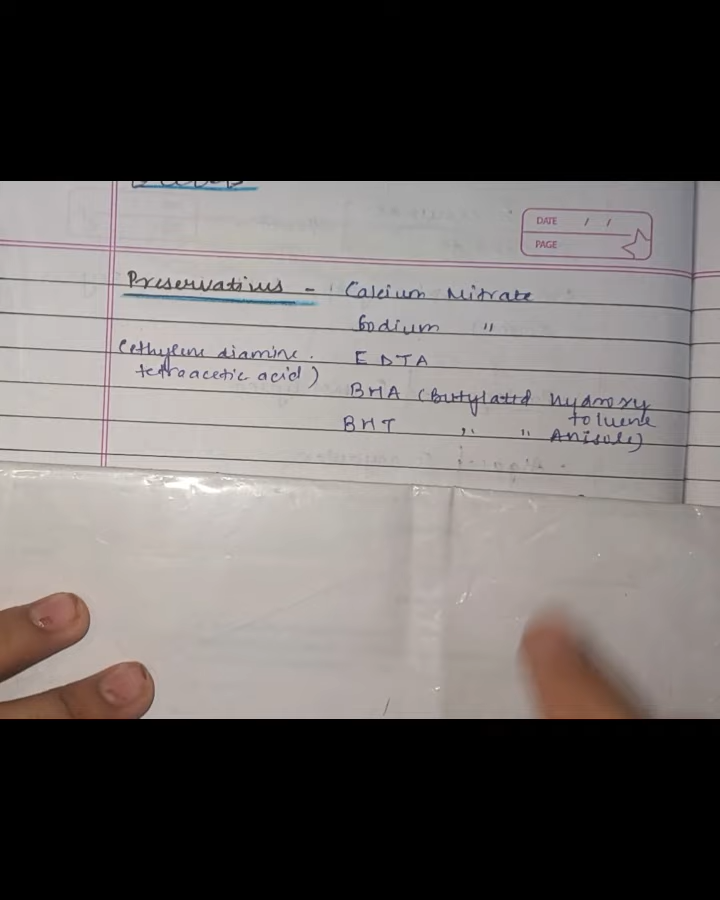 DATE / /
PAGE
Preservatives - Calcium Nitrate
Sodium "
(ethylene diamine. EDTA
tetraacetic acid)
BHA (Butylated hydroxy
toluene
BHT " " Anisole)